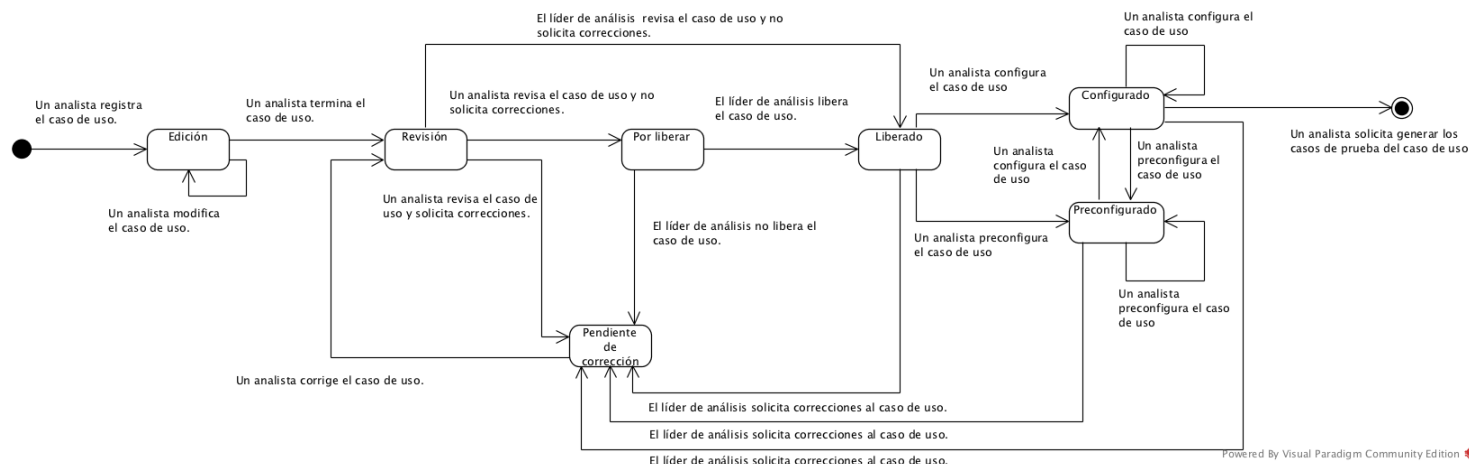 El líder de análisis  revisa el caso de uso y no
solicita correcciones.
Un analista configura el
caso de uso
Un analista registra
el caso de uso.
Un analista termina el
caso de uso.
Un analista revisa el caso de uso y no
solicita correcciones.
El líder de análisis libera
el caso de uso.
Un analista configura
el caso de uso
Configurado
Edición
Revisión
Por liberar
Liberado
Un analista solicita generar los
casos de prueba del caso de uso
Un analista
configura el caso
de uso
Un analista
preconfigura el
caso de uso
Un analista modifica
el caso de uso.
Un analista revisa el caso de
uso y solicita correcciones.
El líder de análisis no libera el
caso de uso.
Un analista preconfigura
el caso de uso
Preconfigurado
Un analista
preconfigura el caso
de uso
Pendiente
de
corrección
Un analista corrige el caso de uso.
El líder de análisis solicita correcciones al caso de uso.
El líder de análisis solicita correcciones al caso de uso.
El líder de análisis solicita correcciones al caso de uso.
Powered By Visual Paradigm Community Edition